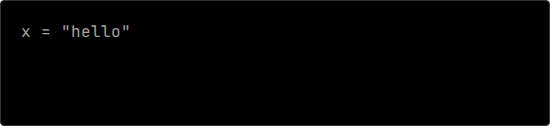 x = "hello"